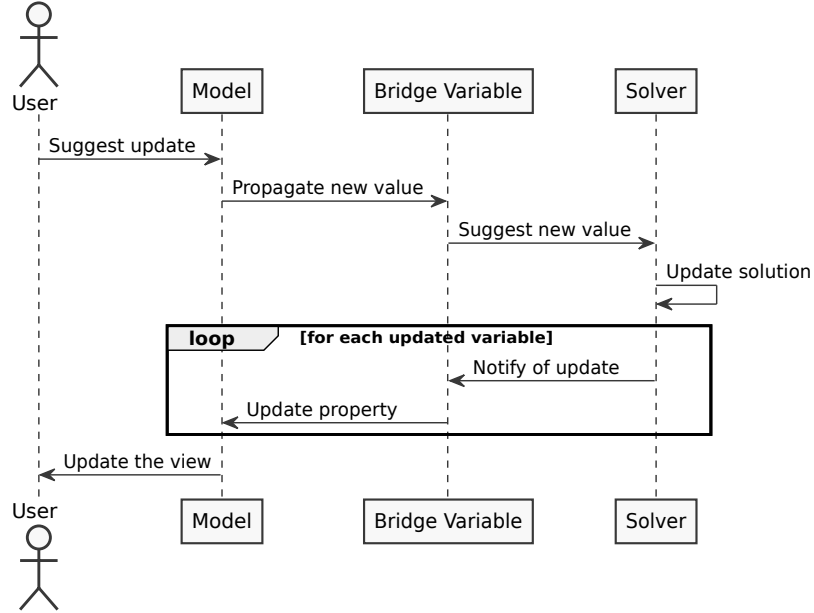 User
Model
Bridge Variable
Solver
Suggest update
Propagate new value
Suggest new value
Update solution
loop
[for each updated variable]
Notify of update
Update property
Update the view
User
Model
Bridge Variable
Solver